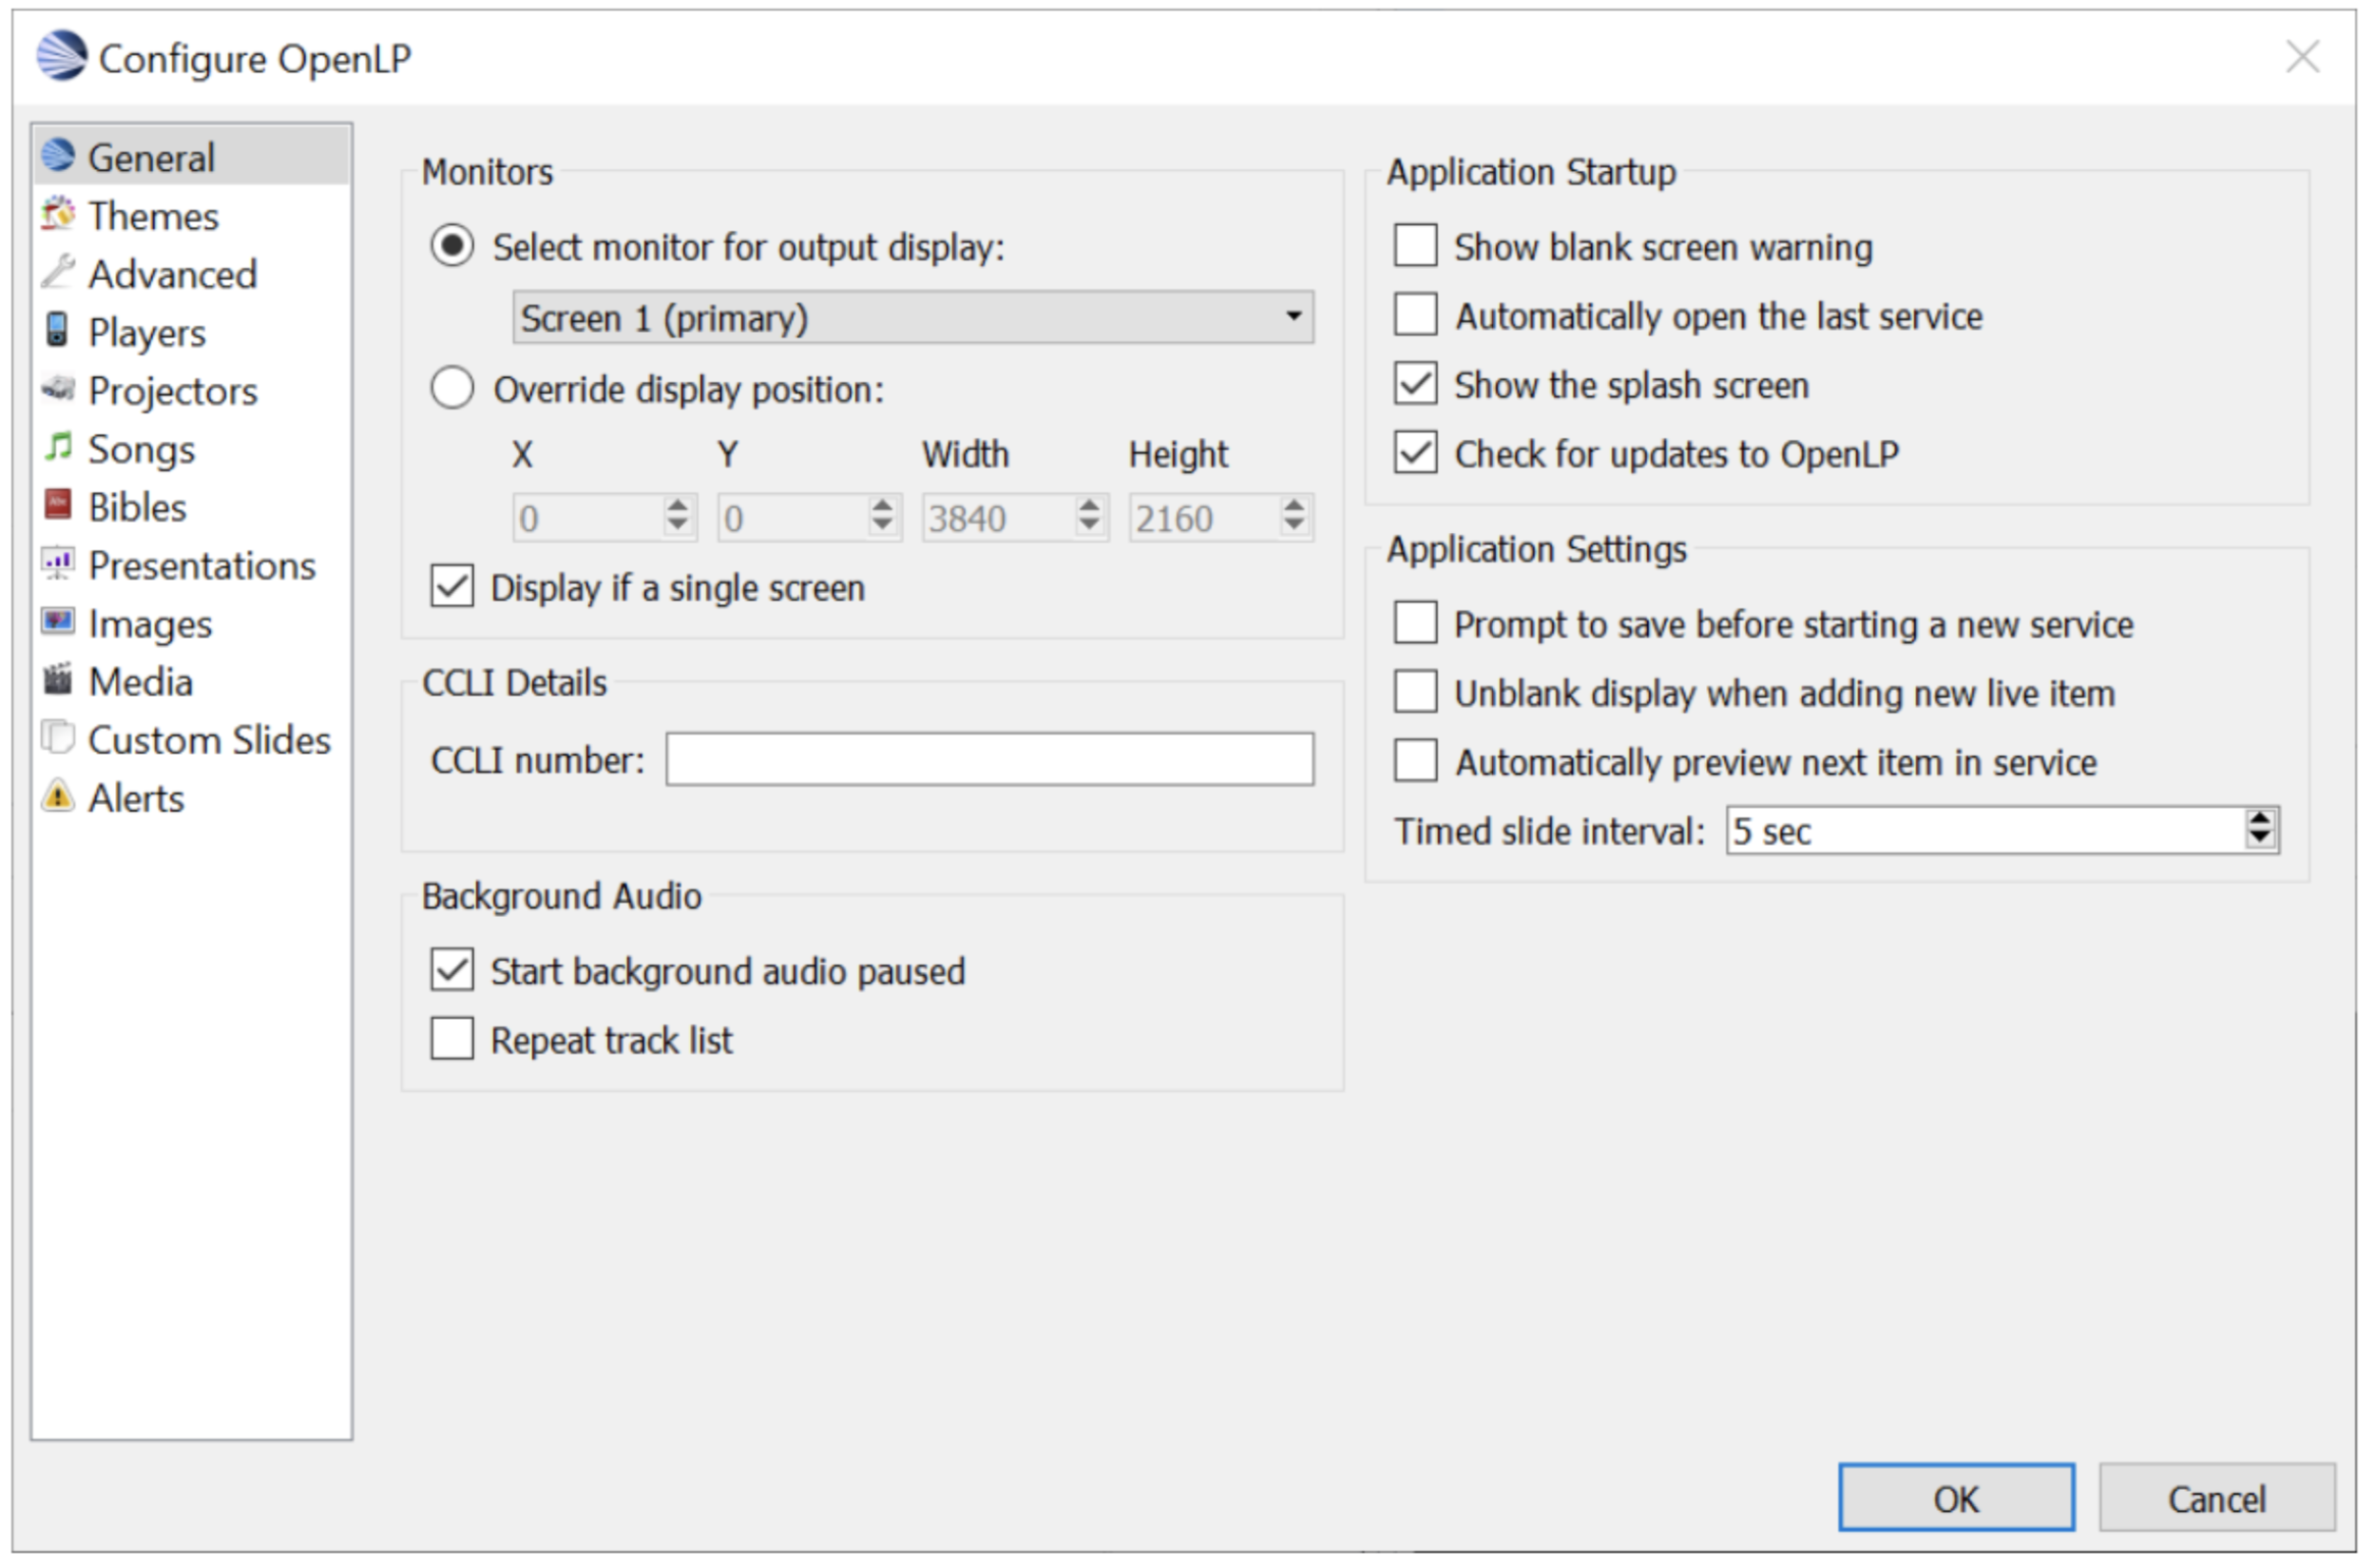 Configure OpenLP
General
Themes
Advanced
Players
Projectors
Songs
Bibles
Presentations
Images
Media
Custom Slides
Alerts
Monitors
Select monitor for output display:
Screen 1 (primary)
Override display position:
X Y Width Height
0 0 3840 2160
Display if a single screen
CCLI Details
CCLI number:
Background Audio
Start background audio paused
Repeat track list
Application Startup
Show blank screen warning
Automatically open the last service
Show the splash screen
Check for updates to OpenLP
Application Settings
Prompt to save before starting a new service
Unblank display when adding new live item
Automatically preview next item in service
Timed slide interval: 5 sec
OK Cancel